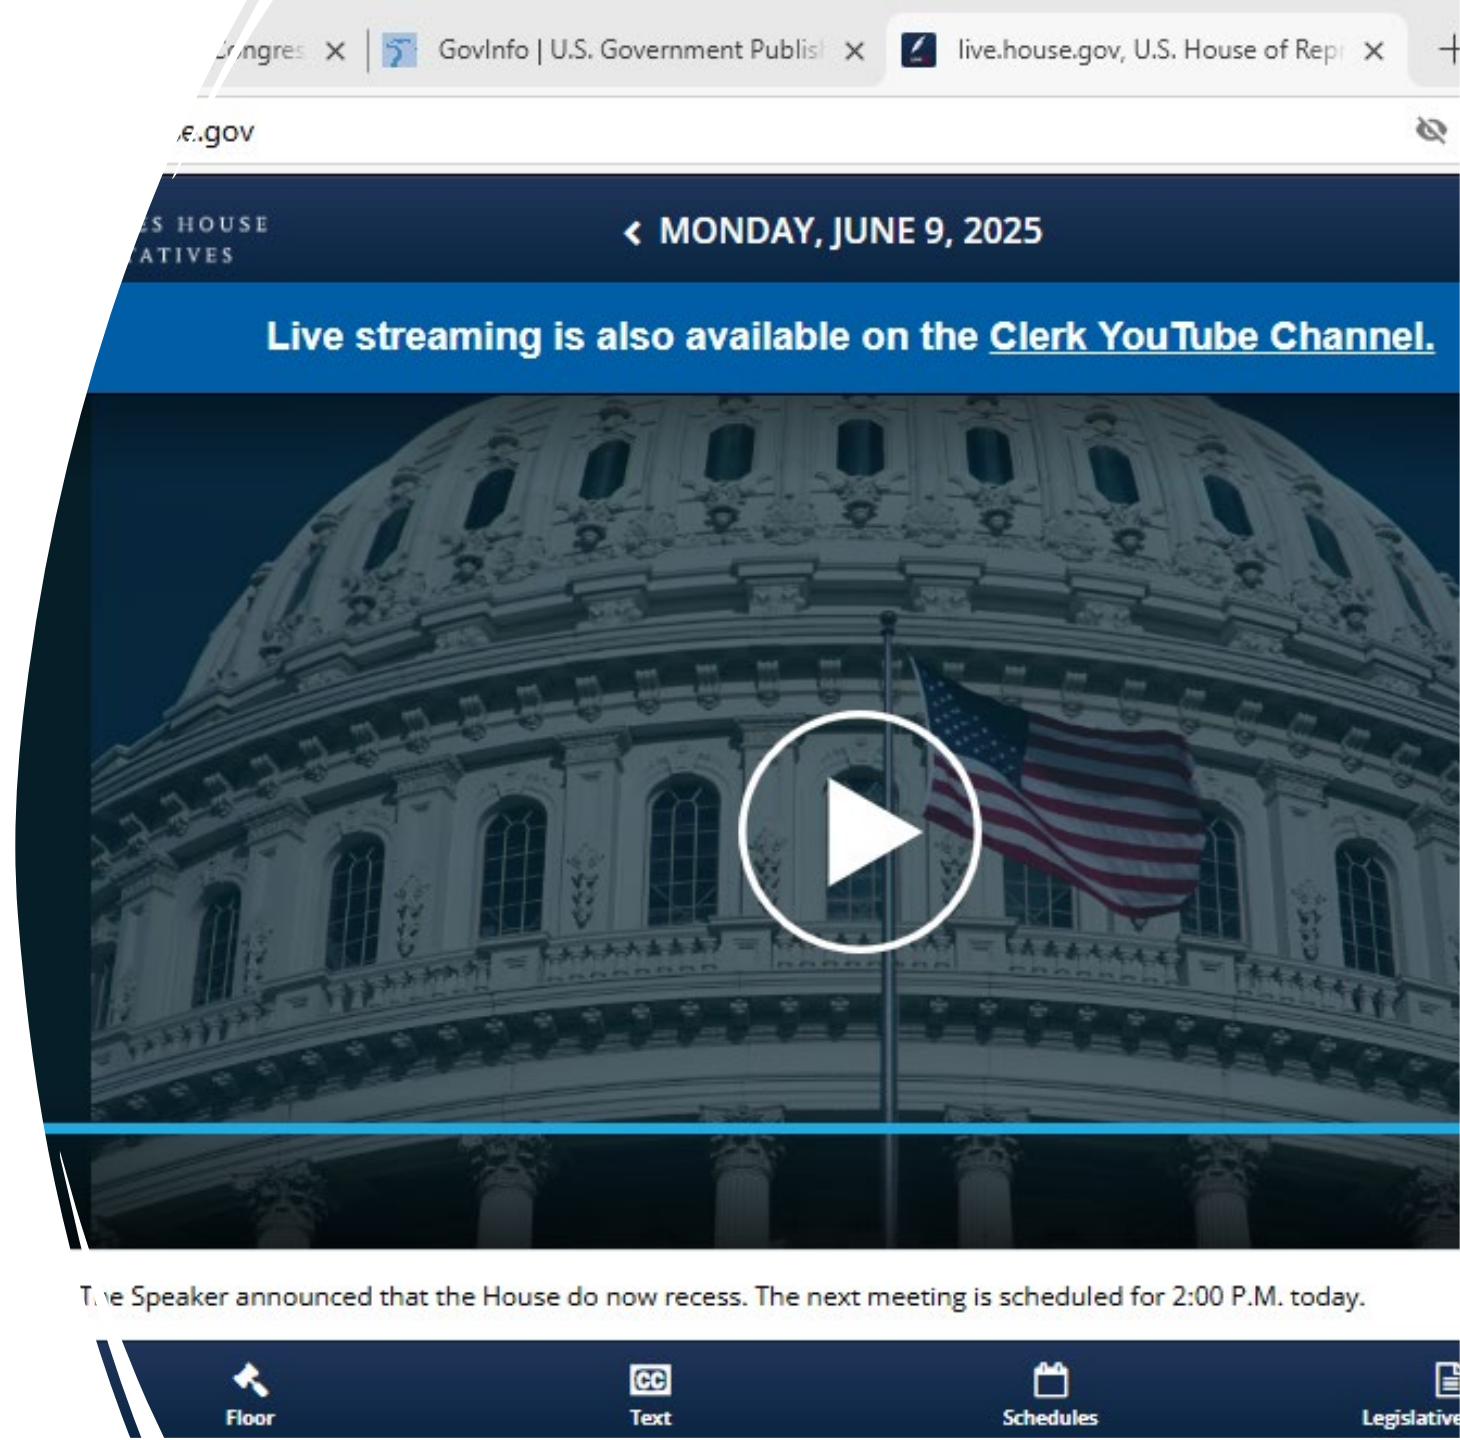 GovInfo | U.S. Government Publis
live.house.gov, U.S. House of Rep
.gov
HOUSE
MONDAY, JUNE 9, 2025
Live streaming is also available on the Clerk YouTube Channel.
The Speaker announced that the House do now recess. The next meeting is scheduled for 2:00 P.M. today.
CC
Floor
Text
Schedules
Legislative